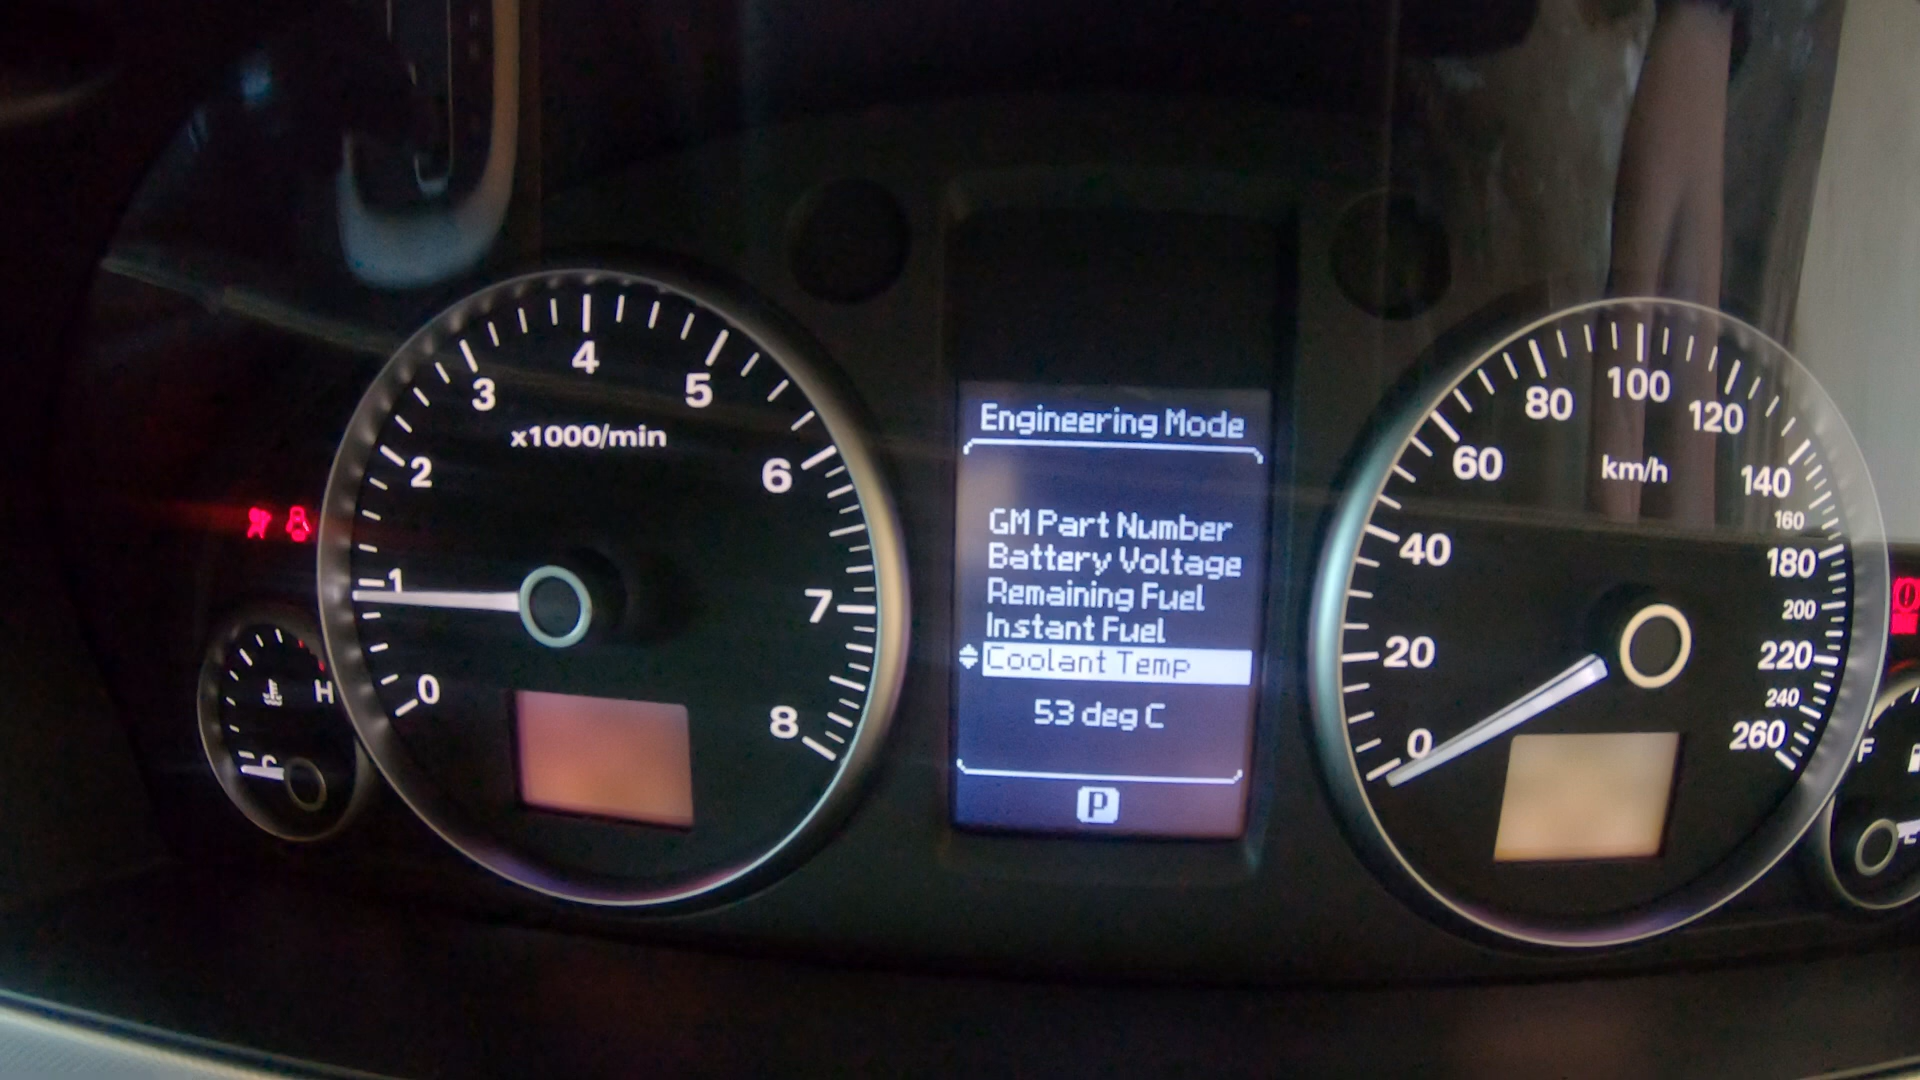 0
1
2
3
4
5
6
7
8
x1000/min
H
C
Engineering Mode
GM Part Number
Battery Voltage
Remaining Fuel
Instant Fuel
Coolant Temp
53 deg C
P
0
20
40
60
80
100
120
140
160
180
200
220
240
260
km/h
F
E